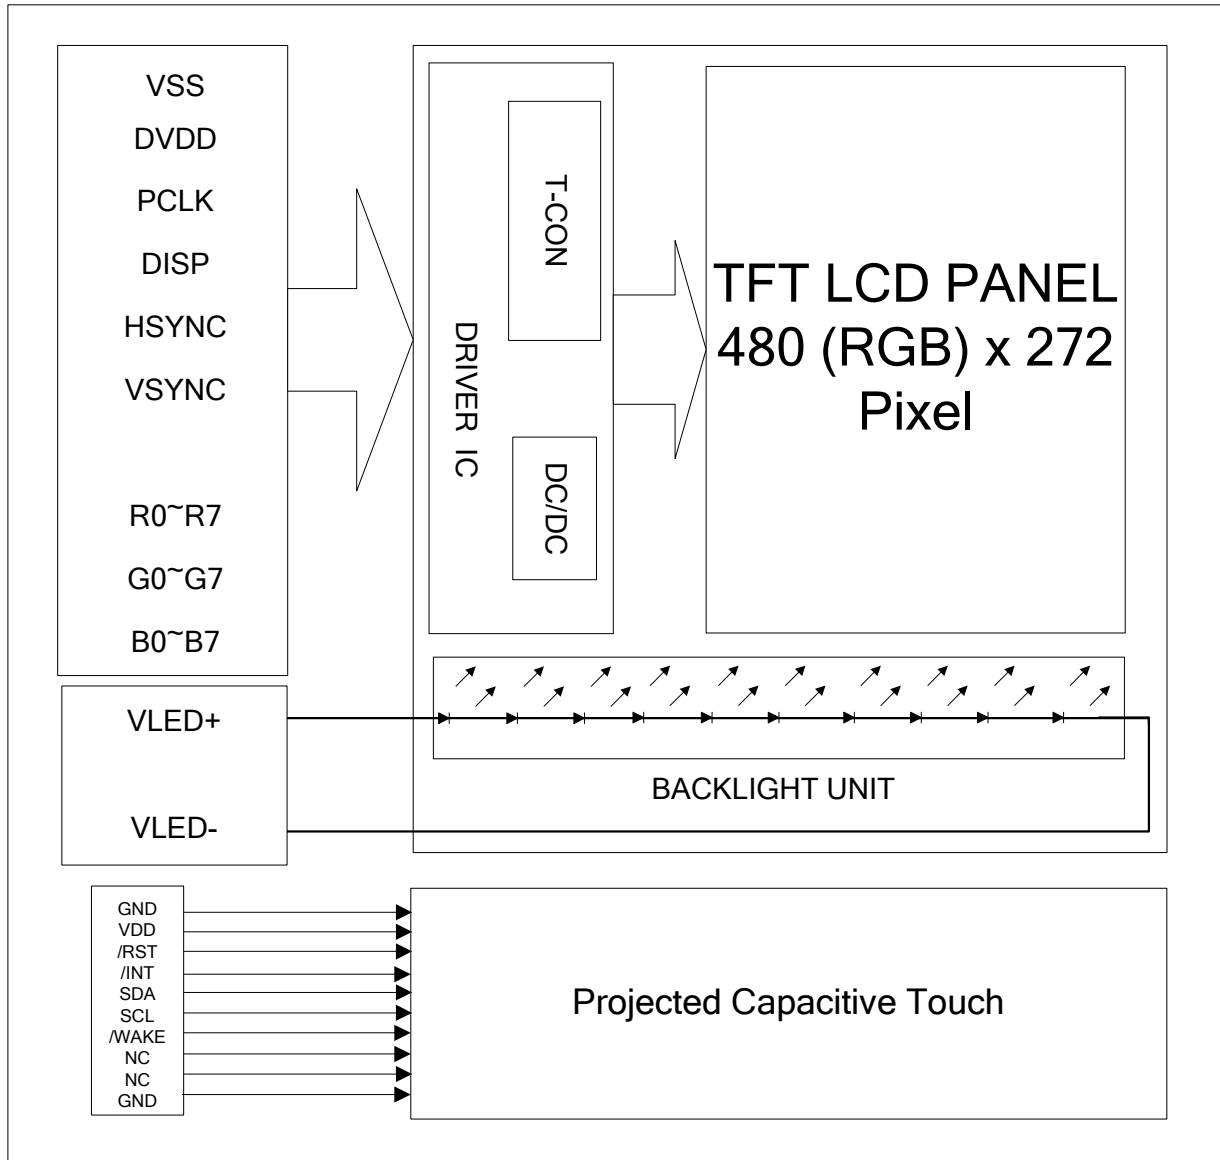 VSS
DVDD
PCLK
DISP
HSYNC
VSYNC
R0~R7
G0~G7
B0~B7
DRIVER IC
T-CON
DC/DC
TFT LCD PANEL
480 (RGB) x 272
Pixel
VLED+
VLED-
BACKLIGHT UNIT
GND
VDD
/RST
/INT
SDA
SCL
/WAKE
NC
NC
GND
Projected Capacitive Touch